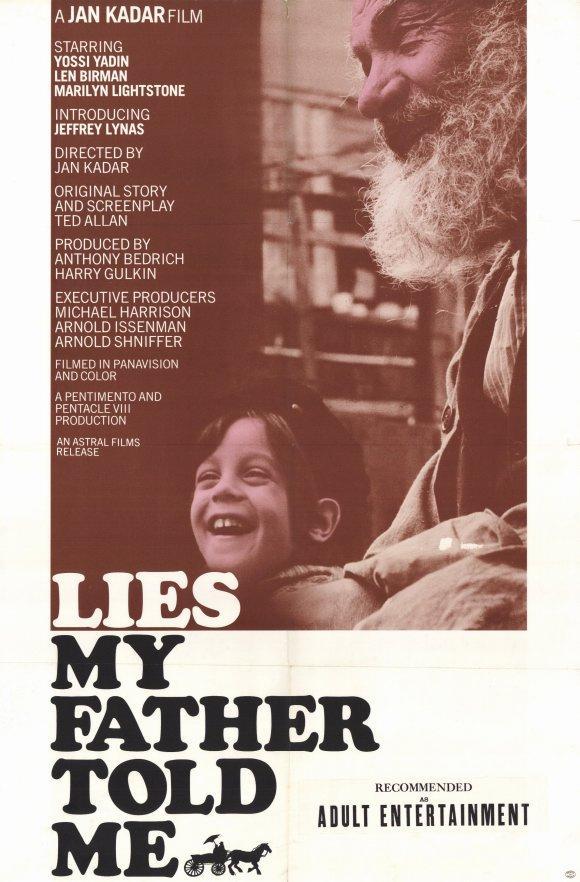 A JAN KADAR FILM
STARRING
YOSSI YADIN
LEN BIRMAN
MARILYN LIGHTSTONE
INTRODUCING
JEFFREY LYNAS
DIRECTED BY
JAN KADAR
ORIGINAL STORY
AND SCREENPLAY
TED ALLAN
PRODUCED BY
ANTHONY BEDRICH
HARRY GULKIN
EXECUTIVE PRODUCERS
MICHAEL HARRISON
ARNOLD ISSENMAN
ARNOLD SHNIFFER
FILMED IN PANAVISION
AND COLOR
A PENTIMENTO AND
PENTACLE VIII
PRODUCTION
AN ASTRAL FILMS
RELEASE
LIES
MY
FATHER
TOLD
ME
RECOMMENDED
AS
ADULT ENTERTAINMENT